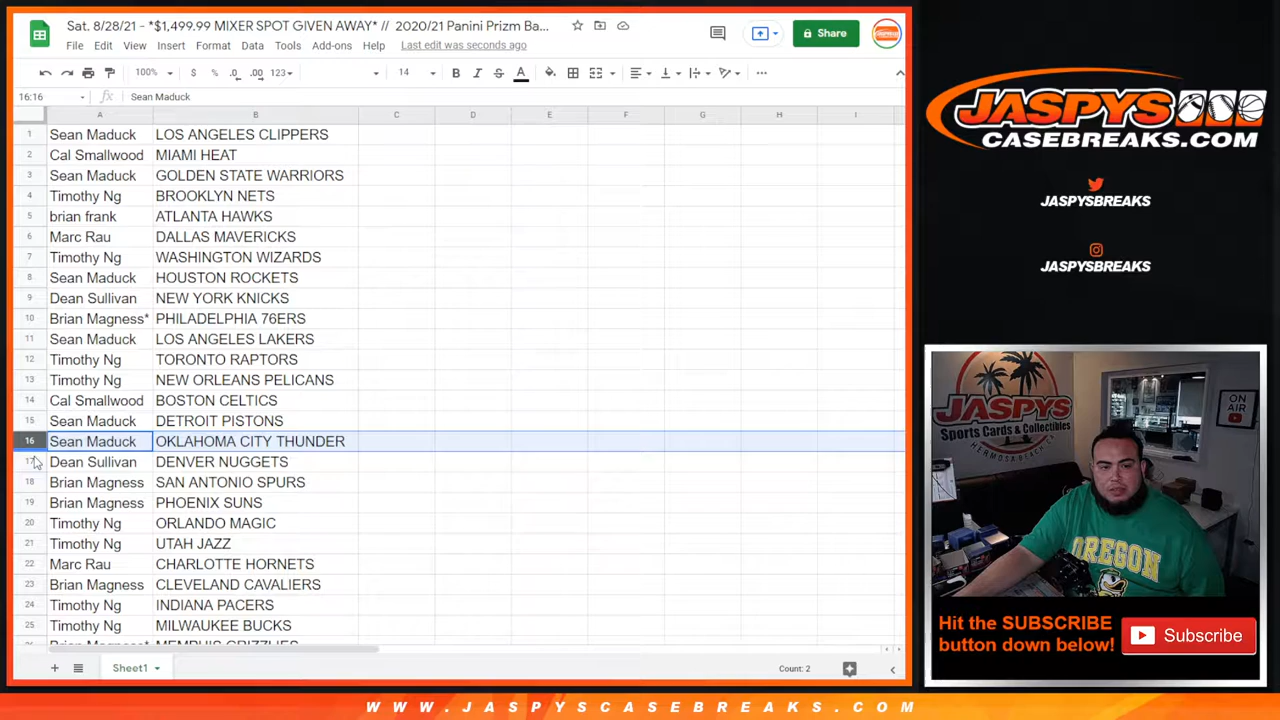 Sat. 8/28/21 - *$1,499.99 MIXER SPOT GIVEN AWAY* // 2020/21 Panini Prizm Ba...
File Edit View Insert Format Data Tools Add-ons Help Last edit was seconds ago
Share
100% $ % .0 .00 123 14 B I S A
16:16 fx Sean Maduck
A B C D E F G H I
1 Sean Maduck LOS ANGELES CLIPPERS
2 Cal Smallwood MIAMI HEAT
3 Sean Maduck GOLDEN STATE WARRIORS
4 Timothy Ng BROOKLYN NETS
5 brian frank ATLANTA HAWKS
6 Marc Rau DALLAS MAVERICKS
7 Timothy Ng WASHINGTON WIZARDS
8 Sean Maduck HOUSTON ROCKETS
9 Dean Sullivan NEW YORK KNICKS
10 Brian Magness* PHILADELPHIA 76ERS
11 Sean Maduck LOS ANGELES LAKERS
12 Timothy Ng TORONTO RAPTORS
13 Timothy Ng NEW ORLEANS PELICANS
14 Cal Smallwood BOSTON CELTICS
15 Sean Maduck DETROIT PISTONS
16 Sean Maduck OKLAHOMA CITY THUNDER
17 Dean Sullivan DENVER NUGGETS
18 Brian Magness SAN ANTONIO SPURS
19 Brian Magness PHOENIX SUNS
20 Timothy Ng ORLANDO MAGIC
21 Timothy Ng UTAH JAZZ
22 Marc Rau CHARLOTTE HORNETS
23 Brian Magness CLEVELAND CAVALIERS
24 Timothy Ng INDIANA PACERS
25 Timothy Ng MILWAUKEE BUCKS
Brian Magness* MEMPHIS GRIZZLIES
Sheet1
Count: 2
JASPYS
CASEBREAKS.COM
JASPYSBREAKS
JASPYSBREAKS
JASPYS
Sports Cards & Collectibles
HERMOSA BEACH
ON AIR
OREGON
Hit the SUBSCRIBE
button down below!
Subscribe
WWW.JASPYSCASEBREAKS.COM